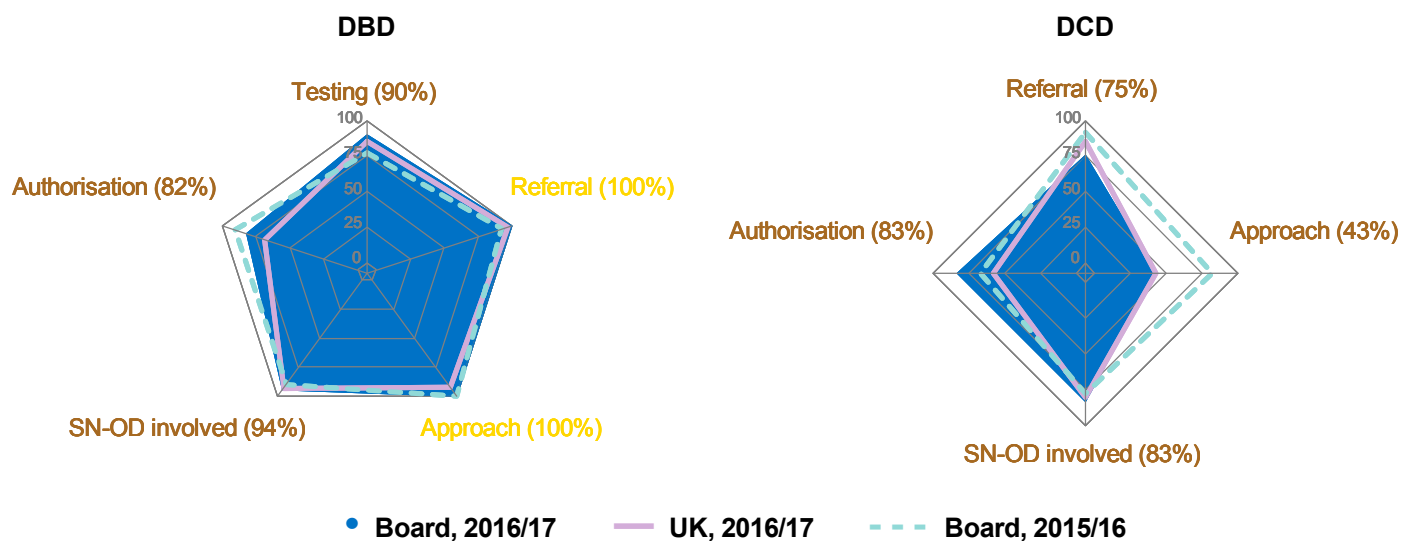 DBD
Testing (90%)
100
75
50
25
0
Authorisation (82%)
Referral (100%)
SN-OD involved (94%)
Approach (100%)
DCD
Referral (75%)
100
75
50
25
0
Authorisation (83%)
Approach (43%)
SN-OD involved (83%)
Board, 2016/17
UK, 2016/17
Board, 2015/16